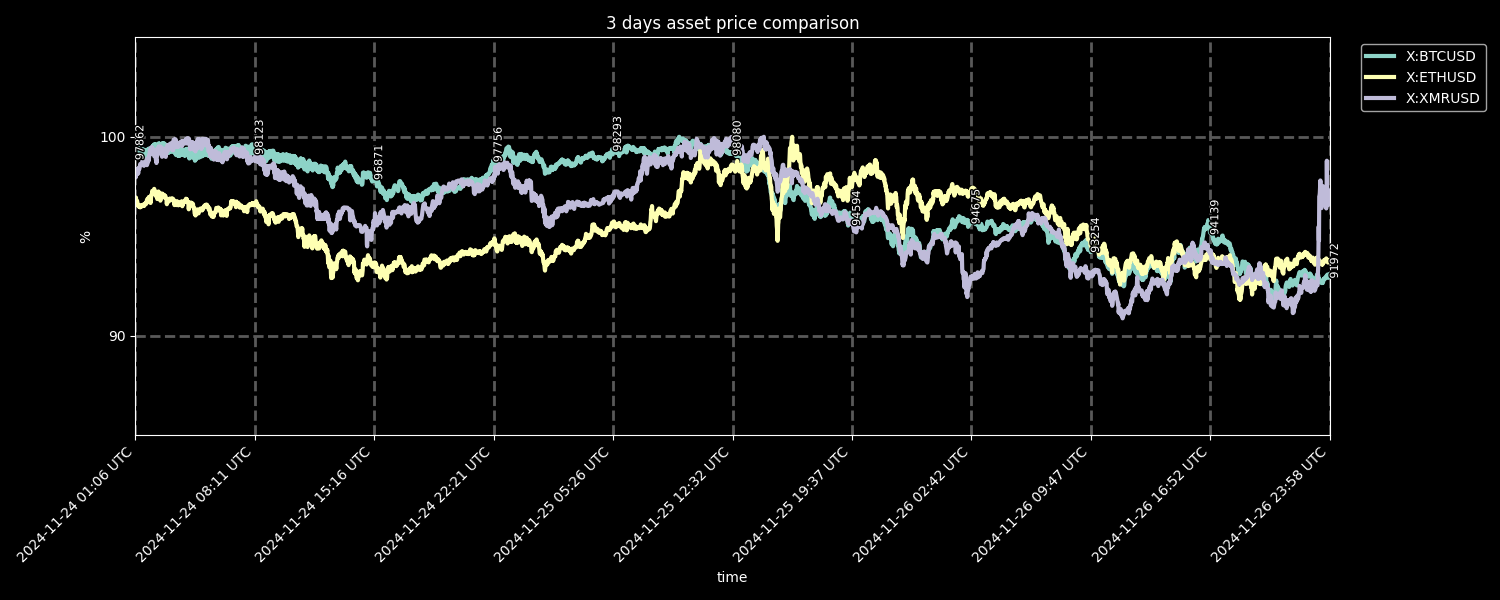 3 days asset price comparison
X:BTCUSD
X:ETHUSD
X:XMRUSD
100
90
%
97862
98123
96871
97756
98293
98080
94594
94675
93254
94139
91972
2024-11-24 01:06 UTC
2024-11-24 08:11 UTC
2024-11-24 15:16 UTC
2024-11-24 22:21 UTC
2024-11-25 05:26 UTC
2024-11-25 12:32 UTC
2024-11-25 19:37 UTC
2024-11-26 02:42 UTC
2024-11-26 09:47 UTC
2024-11-26 16:52 UTC
2024-11-26 23:58 UTC
time